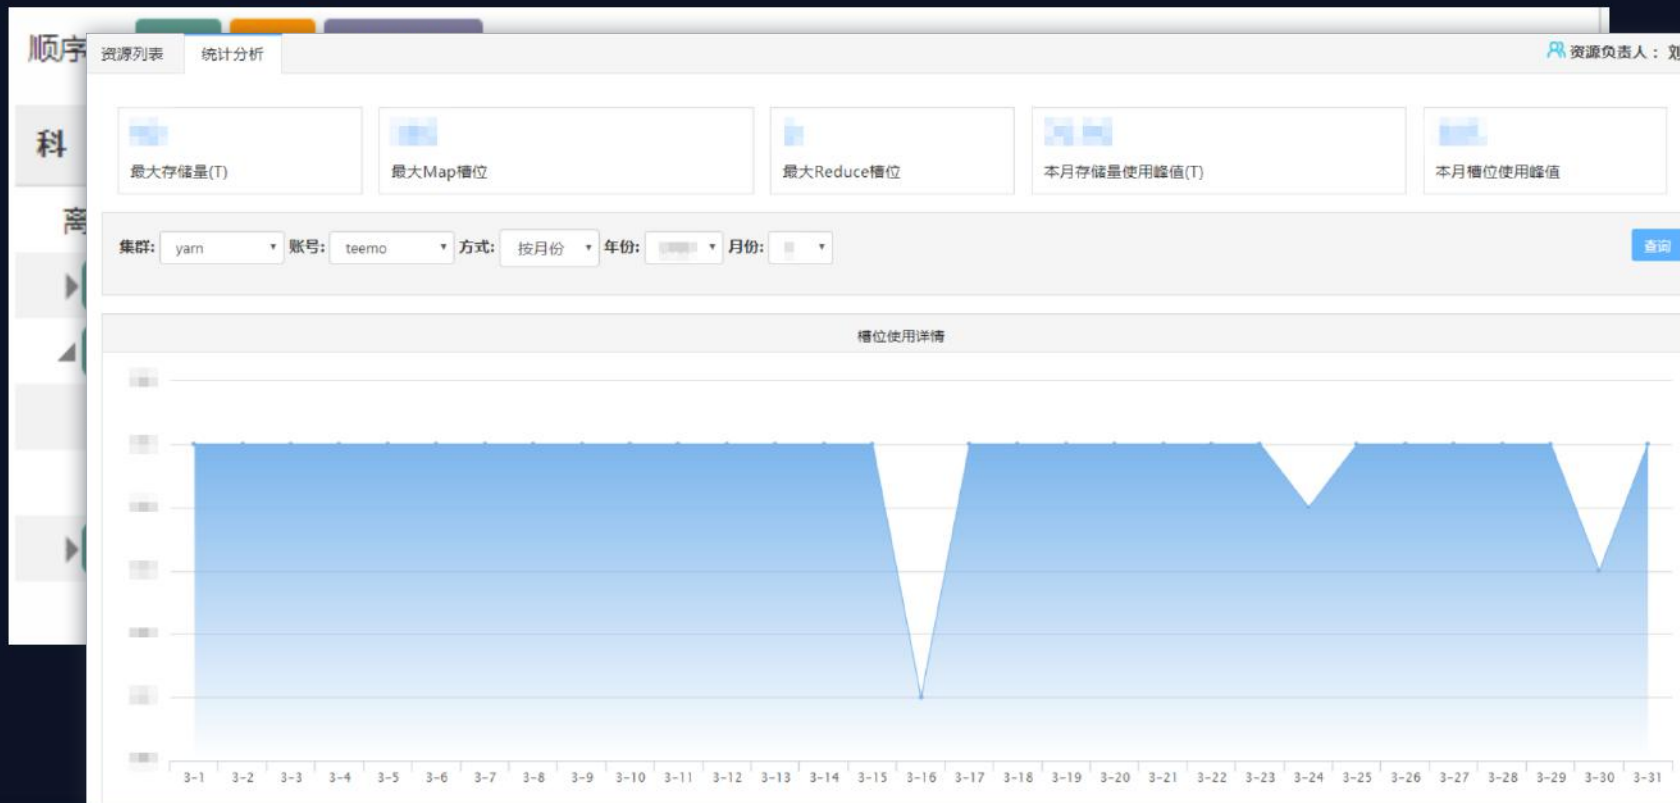 顺序
科
离
资源列表 统计分析 资源负责人：刘
最大存储量(T) 最大Map槽位 最大Reduce槽位 本月存储量使用峰值(T) 本月槽位使用峰值
集群: yarn 账号: teemo 方式: 按月份 年份: 月份: 查询
槽位使用详情
3-1 3-2 3-3 3-4 3-5 3-6 3-7 3-8 3-9 3-10 3-11 3-12 3-13 3-14 3-15 3-16 3-17 3-18 3-19 3-20 3-21 3-22 3-23 3-24 3-25 3-26 3-27 3-28 3-29 3-30 3-31